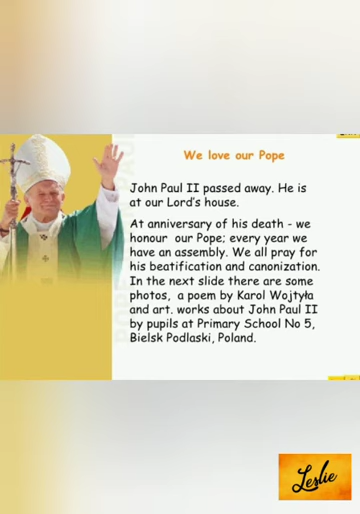 We love our Pope
John Paul II passed away. He is
at our Lord's house.
At anniversary of his death - we
honour our Pope; every year we
have an assembly. We all pray for
his beatification and canonization.
In the next slide there are some
photos, a poem by Karol Wojtyła
and art. works about John Paul II
by pupils at Primary School No 5,
Bielsk Podlaski, Poland.
Leslie